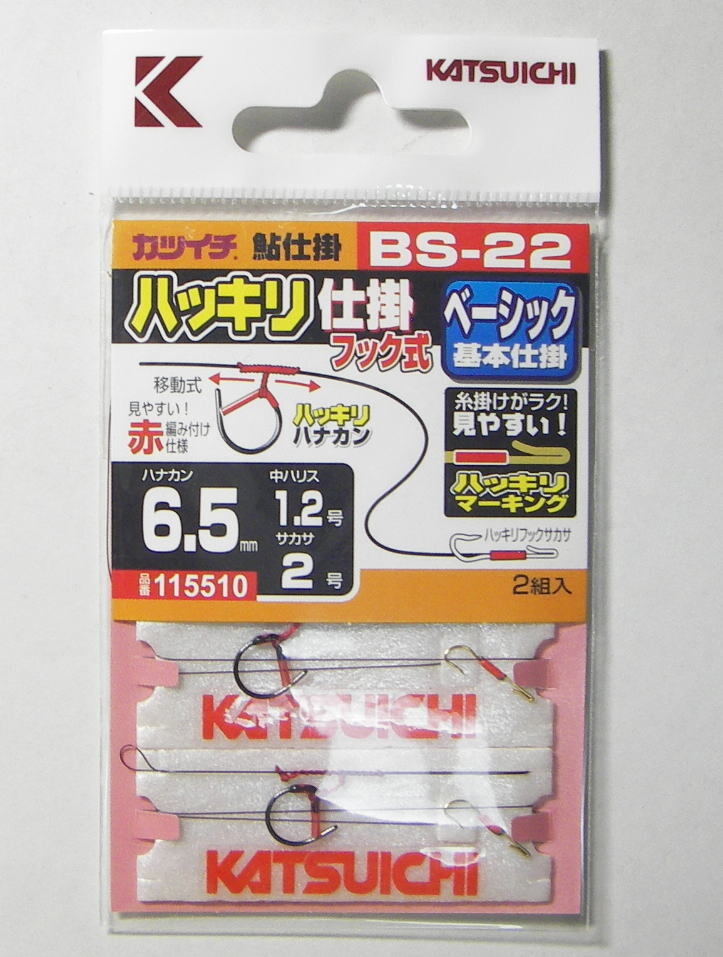 KATSUICHI
カツイチ. 鮎仕掛 BS-22
ハッキリ仕掛
フック式
ベーシック
基本仕掛
移動式
見やすい!
赤編み付け
仕様
ハッキリ
ハナカン
糸掛けがラク!
見やすい!
ハッキリ
マーキング
ハナカン
6.5mm
中ハリス
1.2号
サカサ
2号
ハッキリフックサカサ
品番 115510
2組入
KATSUICHI
KATSUICHI